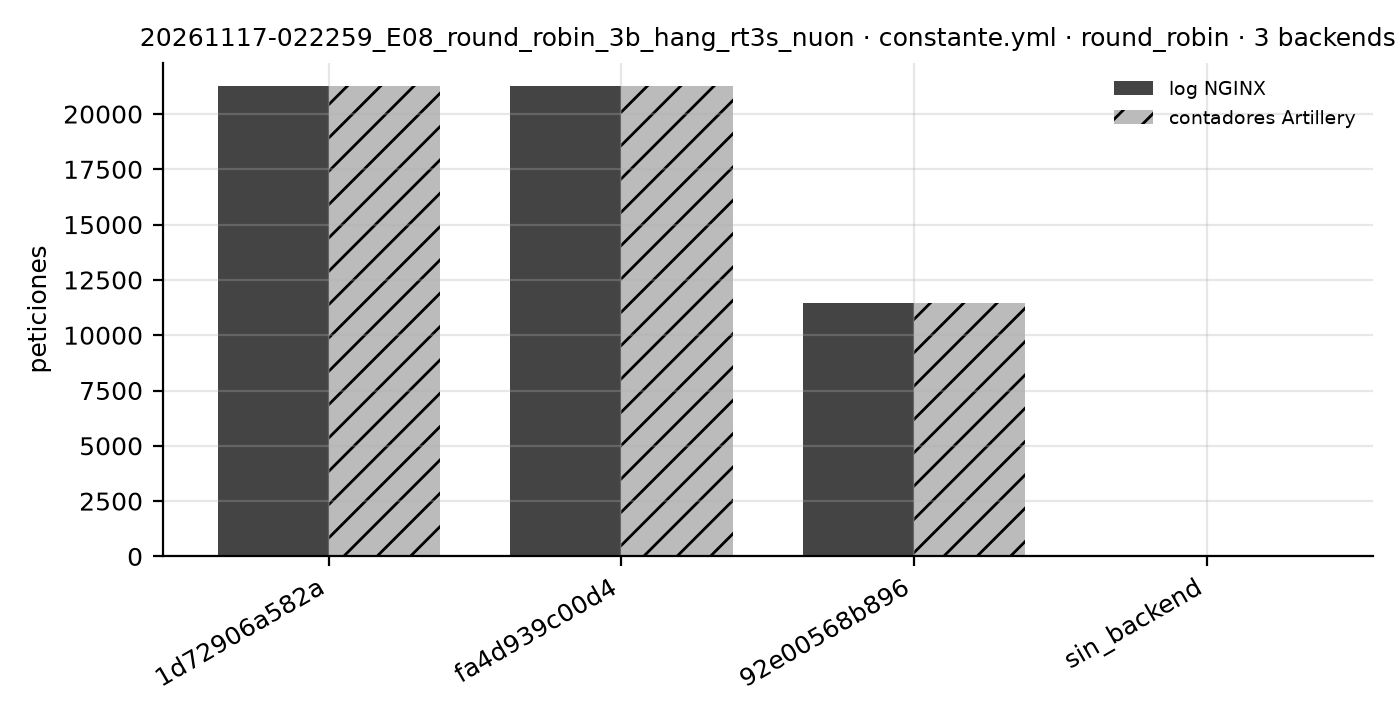 20261117-022259_E08_round_robin_3b_hang_rt3s_nuon · constante.yml · round_robin · 3 backends
log NGINX
contadores Artillery
peticiones
20000
17500
15000
12500
10000
7500
5000
2500
0
1d72906a582a
fa4d939c00d4
92e00568b896
sin_backend